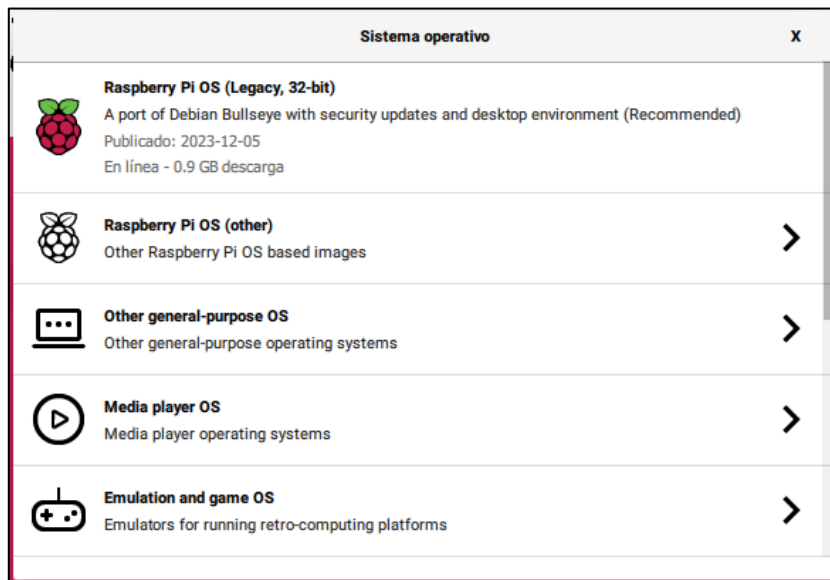 Sistema operativo
X
Raspberry Pi OS (Legacy, 32-bit)
A port of Debian Bullseye with security updates and desktop environment (Recommended)
Publicado: 2023-12-05
En línea - 0.9 GB descarga
Raspberry Pi OS (other)
Other Raspberry Pi OS based images
Other general-purpose OS
Other general-purpose operating systems
Media player OS
Media player operating systems
Emulation and game OS
Emulators for running retro-computing platforms